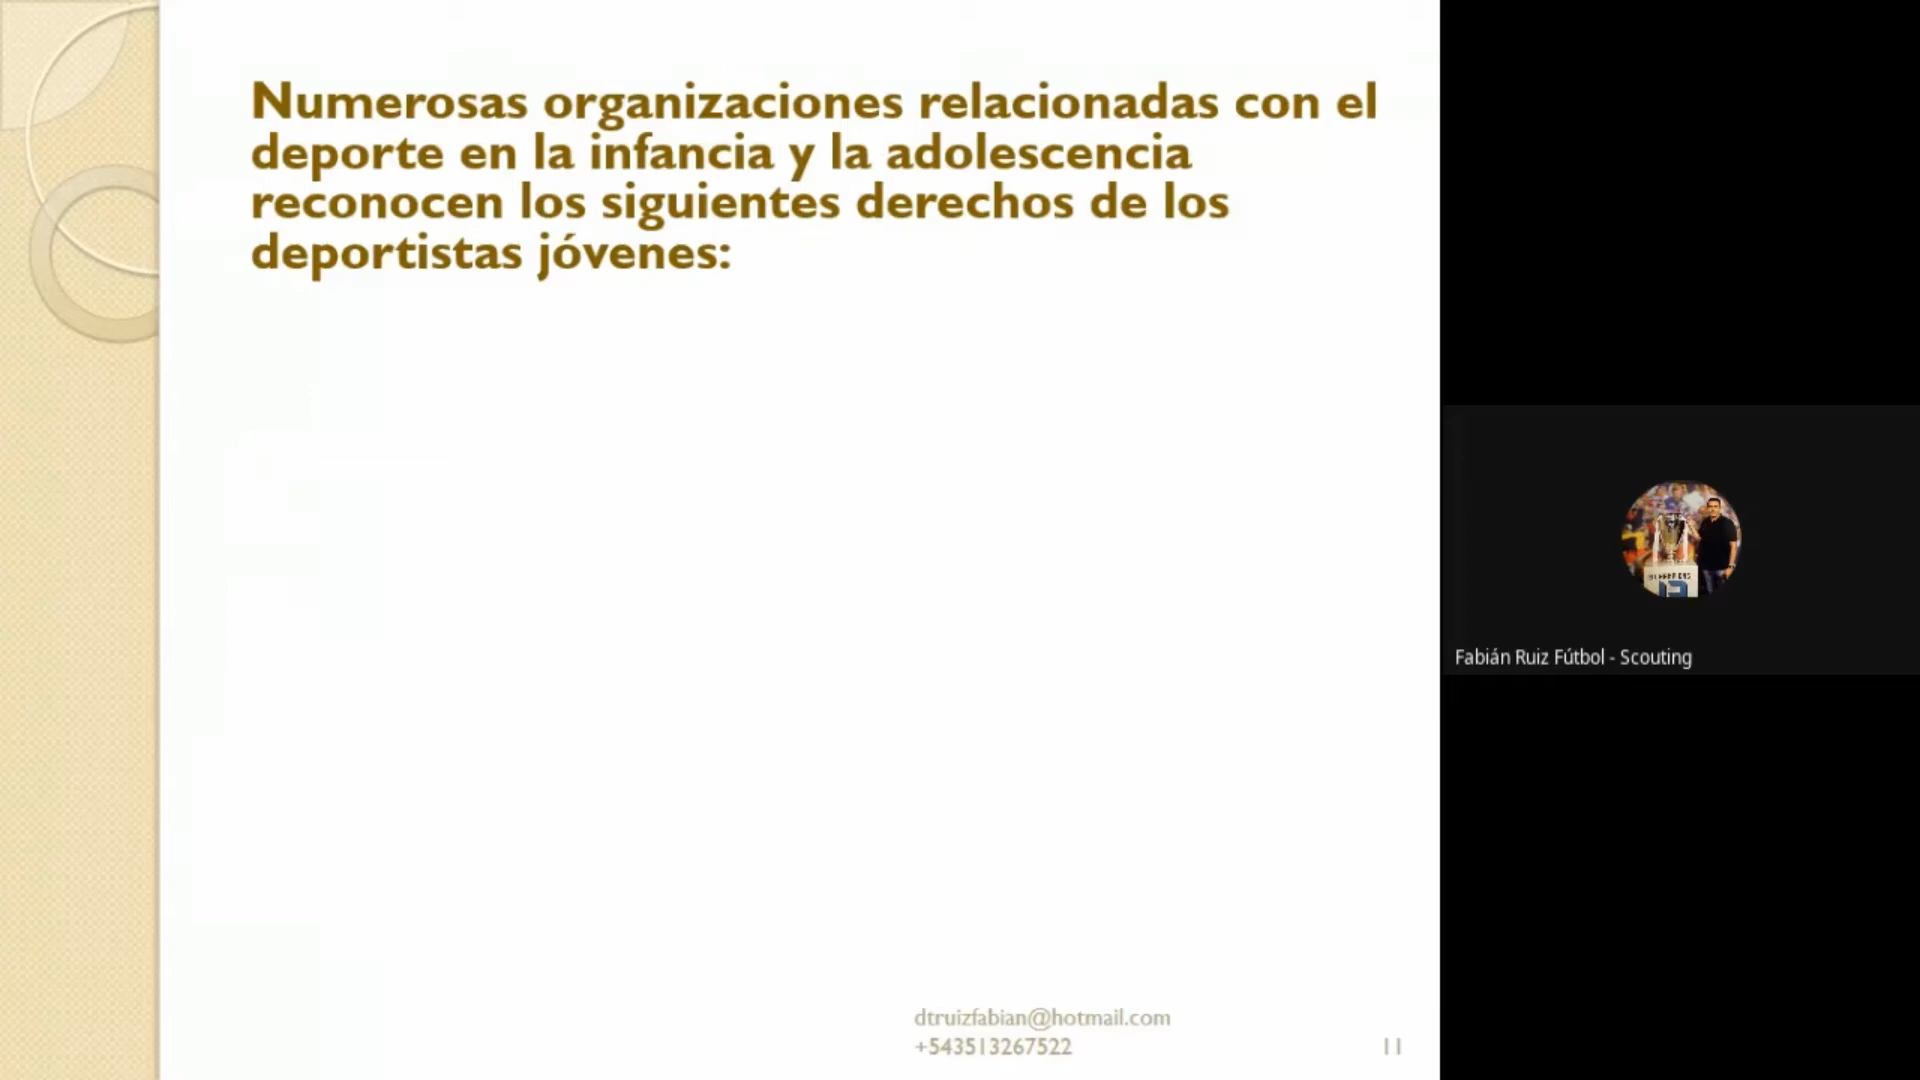 Numerosas organizaciones relacionadas con el
deporte en la infancia y la adolescencia
reconocen los siguientes derechos de los
deportistas jóvenes:
Fabián Ruiz Fútbol - Scouting
dtruizfabian@hotmail.com
+543513267522
11